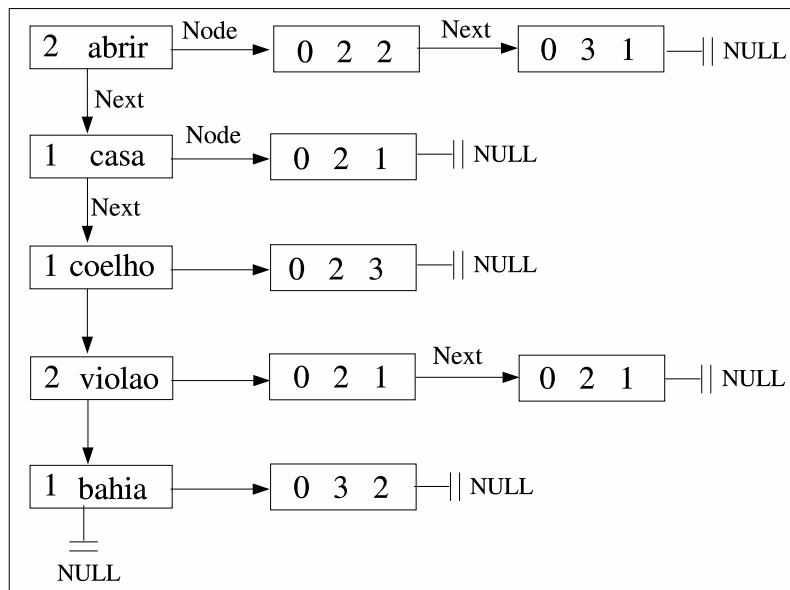 2 abrir Node 0 2 2 Next 0 3 1 NULL
Next
1 casa Node 0 2 1 NULL
Next
1 coelho 0 2 3 NULL
2 violao 0 2 1 Next 0 2 1 NULL
1 bahia 0 3 2 NULL
NULL